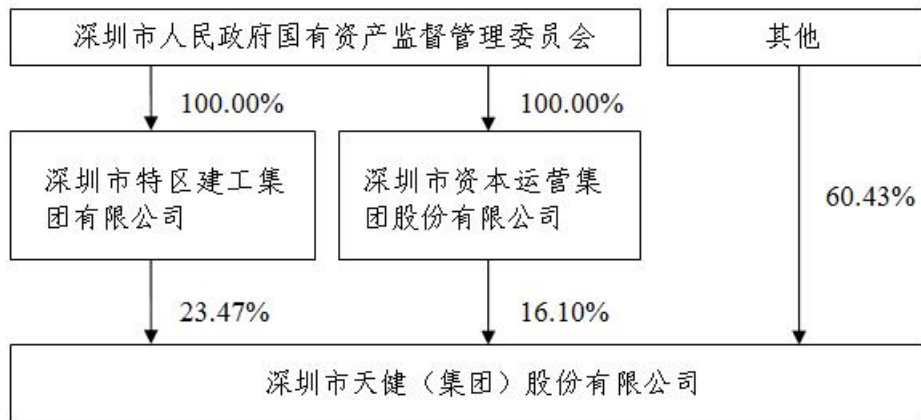 深圳市人民政府国有资产监督管理委员会
其他
100.00%
100.00%
深圳市特区建工集
团有限公司
深圳市资本运营集
团股份有限公司
60.43%
23.47%
16.10%
深圳市天健（集团）股份有限公司